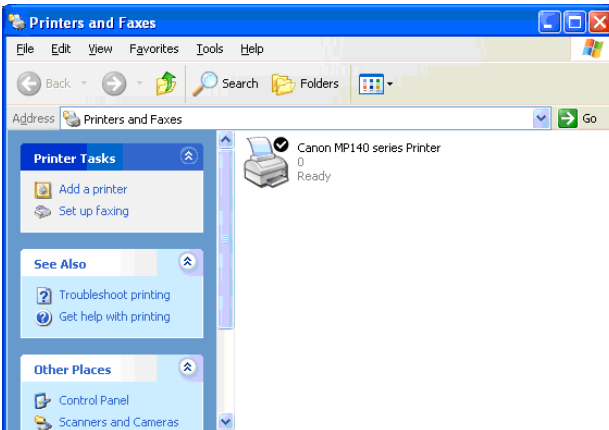 Printers and Faxes
File Edit View Favorites Tools Help
Back Search Folders
Address Printers and Faxes Go
Printer Tasks
Add a printer
Set up faxing
See Also
Troubleshoot printing
Get help with printing
Other Places
Control Panel
Scanners and Cameras
Canon MP140 series Printer
0
Ready